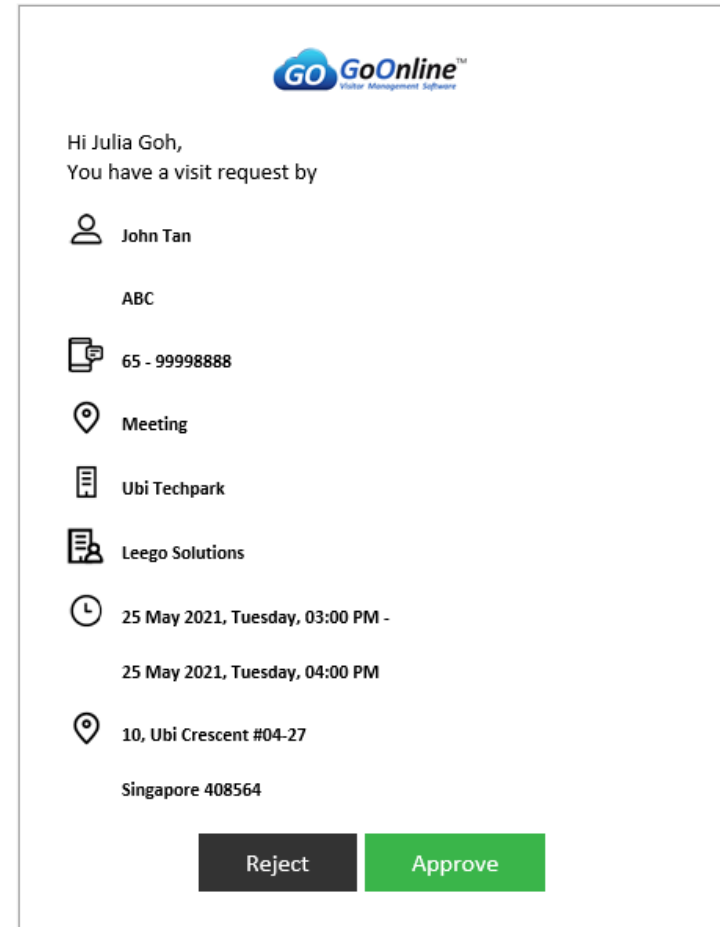 GO GoOnline™
Visitor Management Software
Hi Julia Goh,
You have a visit request by
John Tan
ABC
65 - 99998888
Meeting
Ubi Techpark
Leego Solutions
25 May 2021, Tuesday, 03:00 PM -
25 May 2021, Tuesday, 04:00 PM
10, Ubi Crescent #04-27
Singapore 408564
Reject Approve